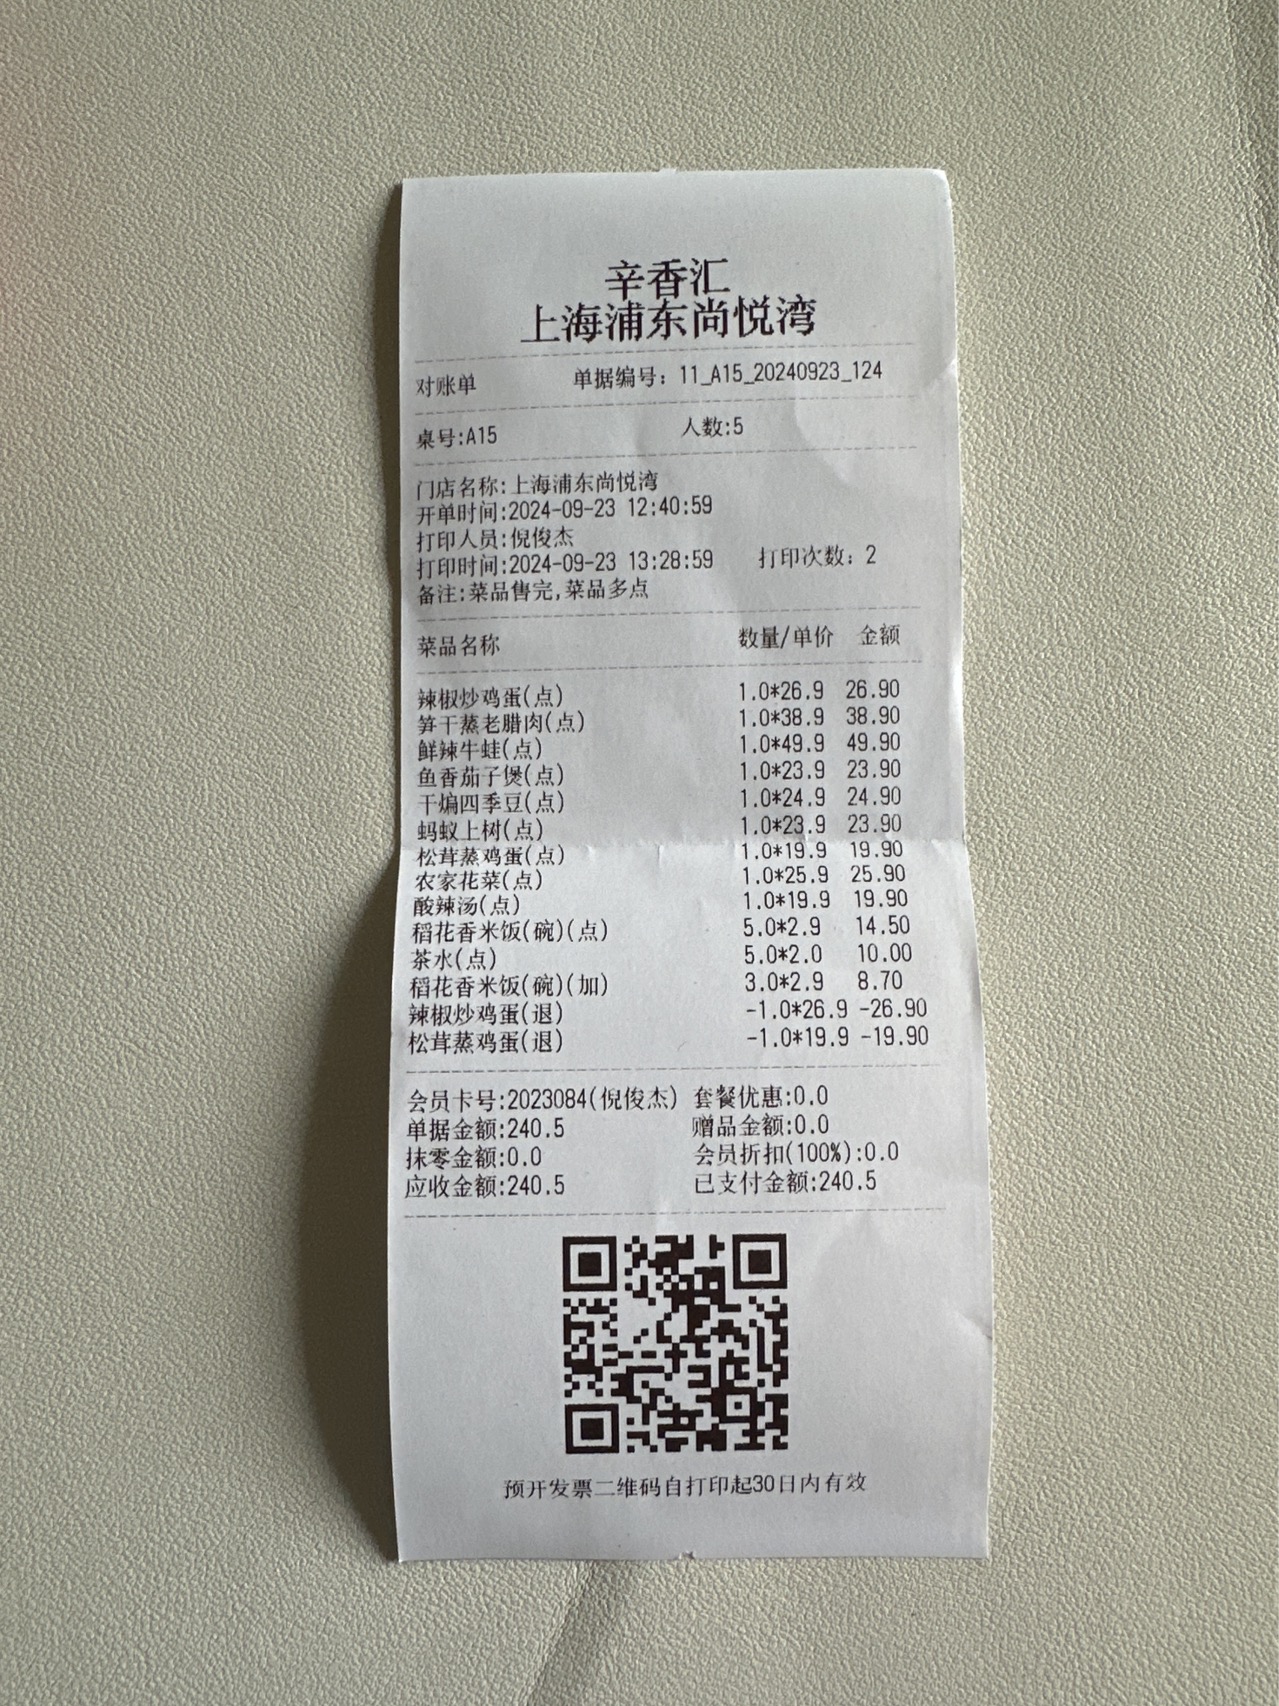 辛香汇
上海浦东尚悦湾
对账单 单据编号：11_A15_20240923_124
桌号:A15 人数:5
门店名称:上海浦东尚悦湾
开单时间:2024-09-23 12:40:59
打印人员:倪俊杰
打印时间:2024-09-23 13:28:59 打印次数：2
备注:菜品售完,菜品多点
菜品名称 数量/单价 金额
辣椒炒鸡蛋(点) 1.0*26.9 26.90
笋干蒸老腊肉(点) 1.0*38.9 38.90
鲜辣牛蛙(点) 1.0*49.9 49.90
鱼香茄子煲(点) 1.0*23.9 23.90
干煸四季豆(点) 1.0*24.9 24.90
蚂蚁上树(点) 1.0*23.9 23.90
松茸蒸鸡蛋(点) 1.0*19.9 19.90
农家花菜(点) 1.0*25.9 25.90
酸辣汤(点) 1.0*19.9 19.90
稻花香米饭(碗)(点) 5.0*2.9 14.50
茶水(点) 5.0*2.0 10.00
稻花香米饭(碗)(加) 3.0*2.9 8.70
辣椒炒鸡蛋(退) -1.0*26.9 -26.90
松茸蒸鸡蛋(退) -1.0*19.9 -19.90
会员卡号:2023084(倪俊杰) 套餐优惠:0.0
单据金额:240.5 赠品金额:0.0
抹零金额:0.0 会员折扣(100%):0.0
应收金额:240.5 已支付金额:240.5
预开发票二维码自打印起30日内有效